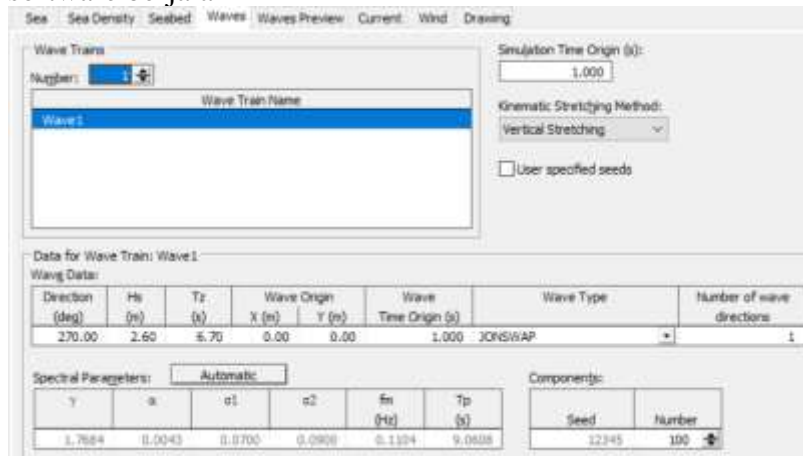 Sea Sea Density Seabed Waves Waves Preview Current Wind Drawing
Wave Trains
Number: 1
Wave Train Name
Wave1
Simulation Time Origin (s):
1.000
Kinematic Stretching Method:
Vertical Stretching
User specified seeds
Data for Wave Train: Wave1
Wave Data:
Direction Hs Tz Wave Origin Wave Wave Type Number of wave
(deg) (m) (s) X (m) Y (m) Time Origin (s) directions
270.00 2.60 6.70 0.00 0.00 1.000 JONSWAP 1
Spectral Parameters: Automatic Components:
γ α σ1 σ2 fm Tp
(Hz) (s) Seed Number
1.7684 0.0043 0.0700 0.0900 0.1104 9.0608 12345 100